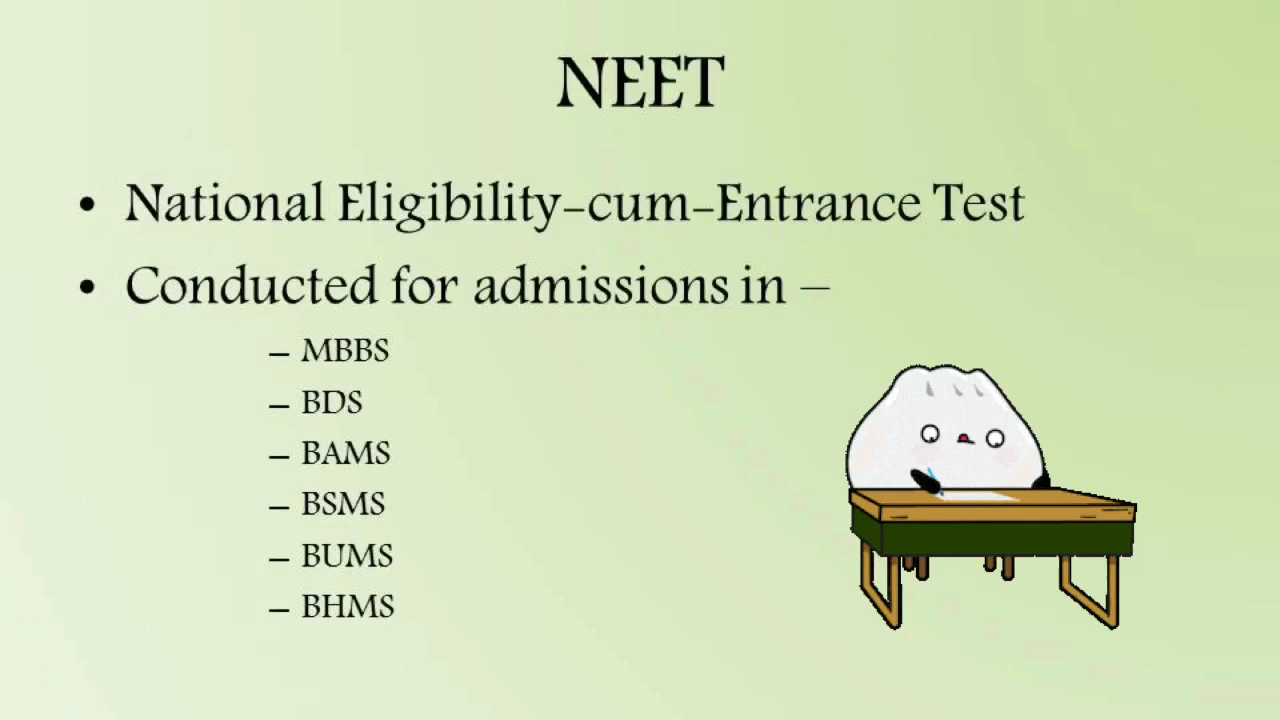 NEET
• National Eligibility-cum-Entrance Test
• Conducted for admissions in –
– MBBS
– BDS
– BAMS
– BSMS
– BUMS
– BHMS